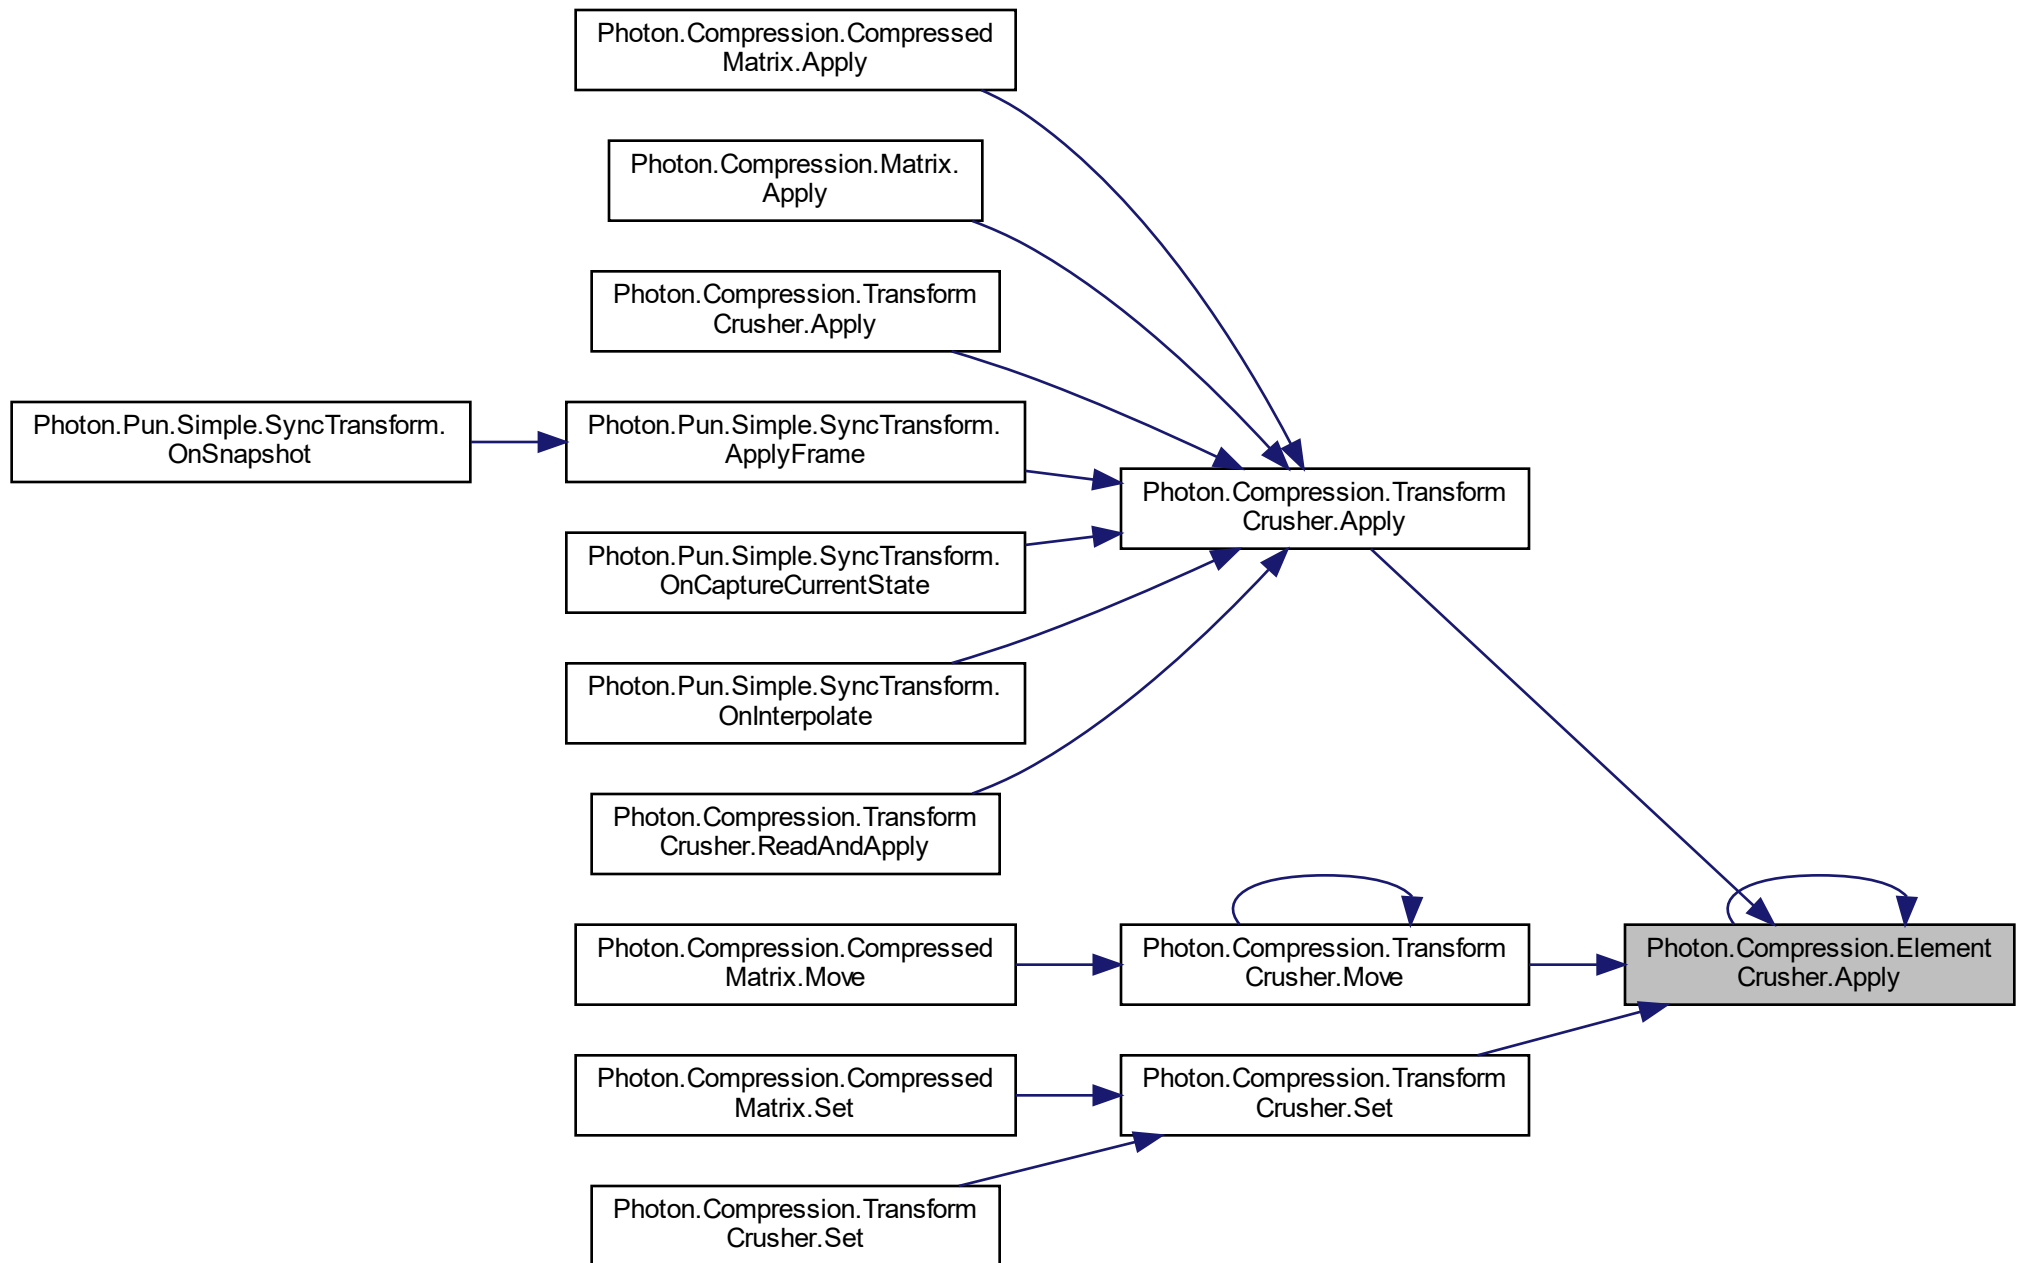 Photon.Compression.Compressed
Matrix.Apply
Photon.Compression.Matrix.
Apply
Photon.Compression.Transform
Crusher.Apply
Photon.Pun.Simple.SyncTransform.
OnSnapshot
Photon.Pun.Simple.SyncTransform.
ApplyFrame
Photon.Compression.Transform
Crusher.Apply
Photon.Pun.Simple.SyncTransform.
OnCaptureCurrentState
Photon.Pun.Simple.SyncTransform.
OnInterpolate
Photon.Compression.Transform
Crusher.ReadAndApply
Photon.Compression.Compressed
Matrix.Move
Photon.Compression.Transform
Crusher.Move
Photon.Compression.Element
Crusher.Apply
Photon.Compression.Compressed
Matrix.Set
Photon.Compression.Transform
Crusher.Set
Photon.Compression.Transform
Crusher.Set